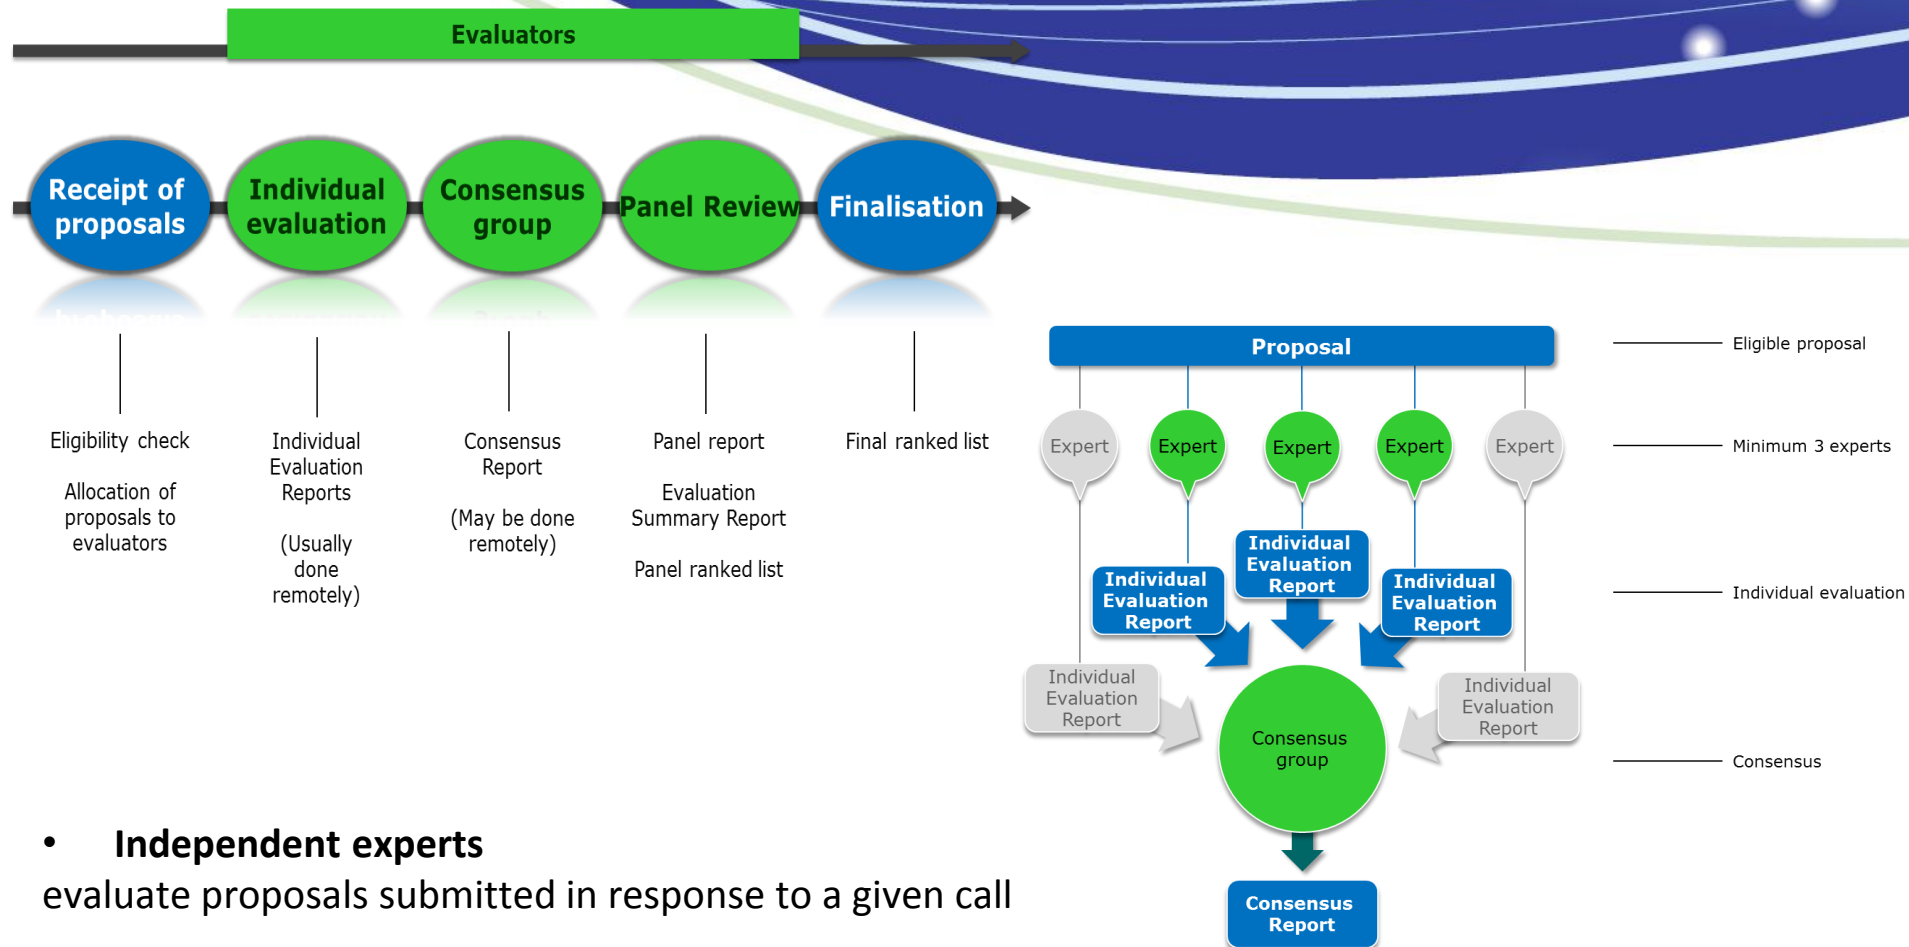 Evaluators
Receipt of
proposals
Individual
evaluation
Consensus
group
Panel Review
Finalisation
Eligibility check
Allocation of
proposals to
evaluators
Individual
Evaluation
Reports
(Usually
done
remotely)
Consensus
Report
(May be done
remotely)
Panel report
Evaluation
Summary Report
Panel ranked list
Final ranked list
Proposal
Eligible proposal
Expert
Expert
Expert
Expert
Expert
Minimum 3 experts
Individual
Evaluation
Report
Individual
Evaluation
Report
Individual
Evaluation
Report
Individual evaluation
Individual
Evaluation
Report
Individual
Evaluation
Report
Consensus
group
Consensus
Consensus
Report
• Independent experts
evaluate proposals submitted in response to a given call